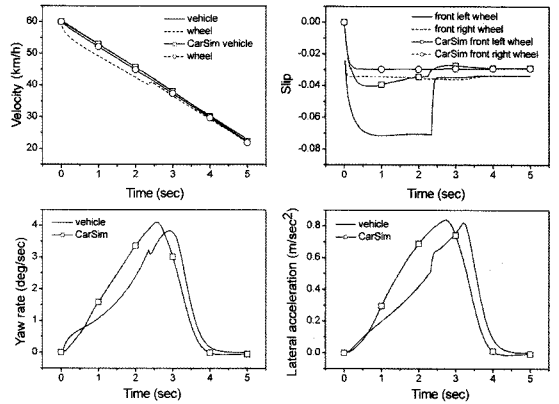 vehicle
wheel
CarSim vehicle
wheel
60
50
40
30
20
0 1 2 3 4 5
Velocity (km/h)
Time (sec)
front left wheel
front right wheel
CarSim front left wheel
CarSim front right wheel
0.00
-0.02
-0.04
-0.06
-0.08
0 1 2 3 4 5
Slip
Time (sec)
vehicle
CarSim
4
3
2
1
0
0 1 2 3 4 5
Yaw rate (deg/sec)
Time (sec)
vehicle
CarSim
0.8
0.6
0.4
0.2
0.0
0 1 2 3 4 5
Lateral acceleration (m/sec²)
Time (sec)